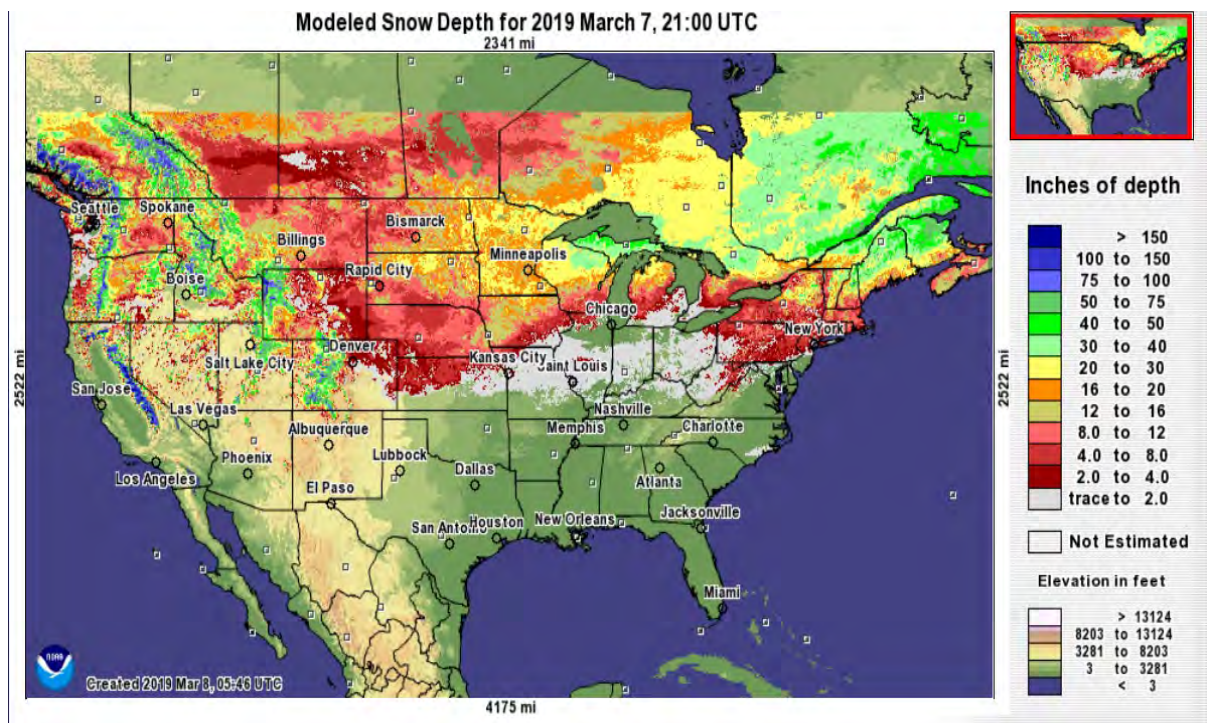 Modeled Snow Depth for 2019 March 7, 21:00 UTC
2341 mi
2522 mi
2522 mi
4175 mi
Seattle
Spokane
Bismarck
Billings
Minneapolis
Rapid City
Boise
Chicago
New York
Denver
Salt Lake City
Kansas City
Saint Louis
San Jose
Las Vegas
Nashville
Albuquerque
Memphis
Charlotte
Phoenix
Lubbock
Los Angeles
Dallas
Atlanta
El Paso
Jacksonville
San Antonio
Houston
New Orleans
Miami
NOAA
Created 2019 Mar 8, 05:46 UTC
Inches of depth
> 150
100 to 150
75 to 100
50 to 75
40 to 50
30 to 40
20 to 30
16 to 20
12 to 16
8.0 to 12
4.0 to 8.0
2.0 to 4.0
trace to 2.0
Not Estimated
Elevation in feet
> 13124
8203 to 13124
3281 to 8203
3 to 3281
< 3